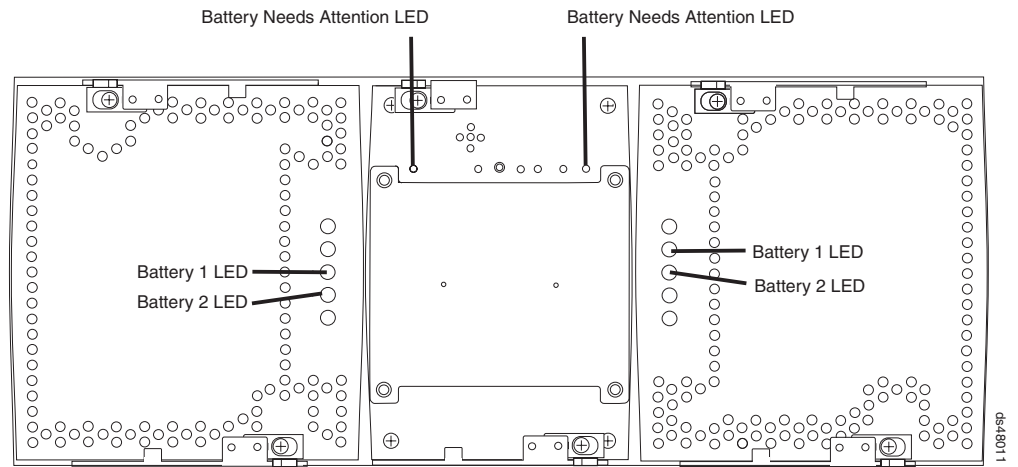 Battery Needs Attention LED
Battery Needs Attention LED
Battery 1 LED
Battery 2 LED
Battery 1 LED
Battery 2 LED
ds48011